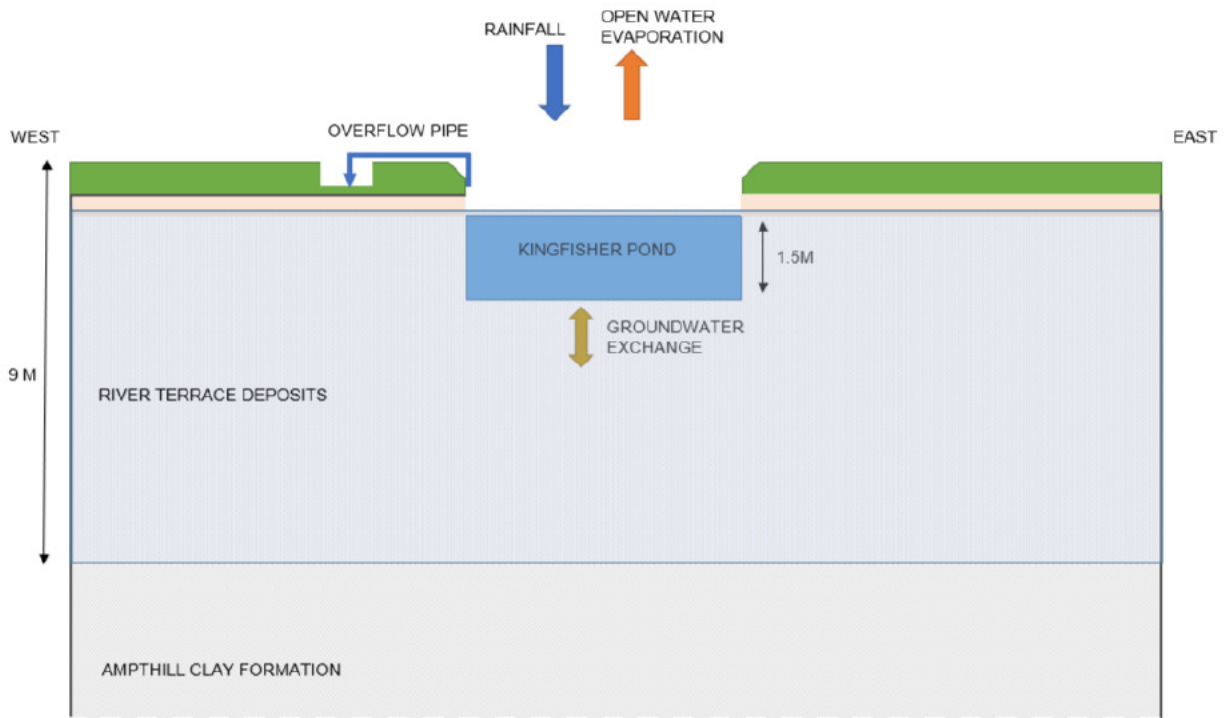 RAINFALL
OPEN WATER
EVAPORATION
WEST
OVERFLOW PIPE
EAST
KINGFISHER POND
1.5M
GROUNDWATER
EXCHANGE
9 M
RIVER TERRACE DEPOSITS
AMPTHILL CLAY FORMATION